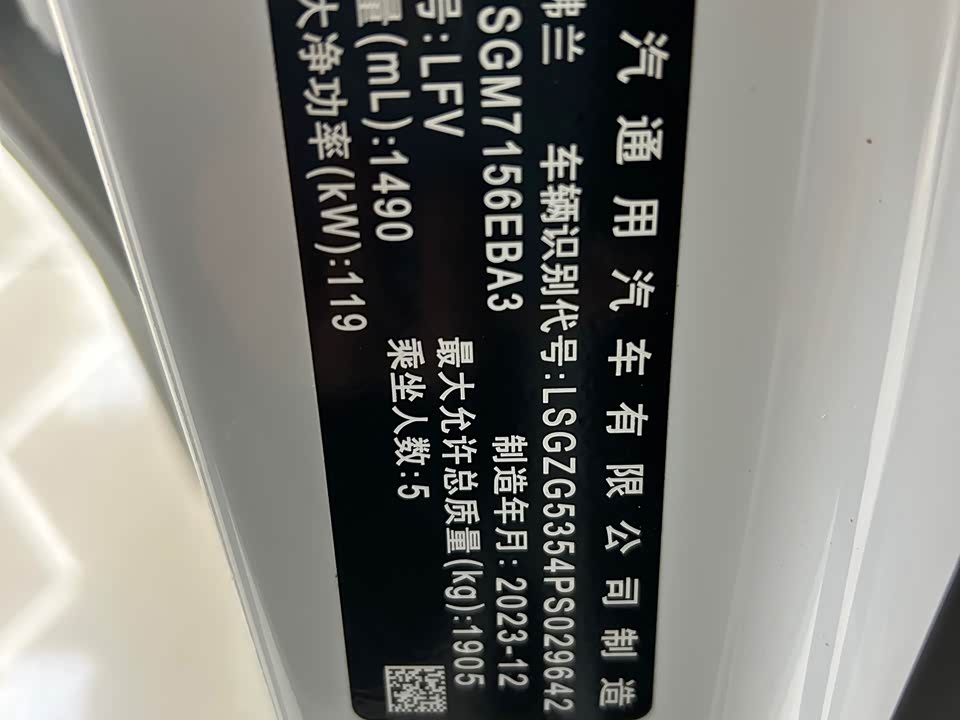 汽通用汽车有限公司制造
弗兰 车辆识别代号:LSGZG5354PS029642
SGM7156EBA3 制造年月:2023-12
号:LFV 最大允许总质量(kg):1905
量(mL):1490 乘坐人数:5
大净功率(kW):119